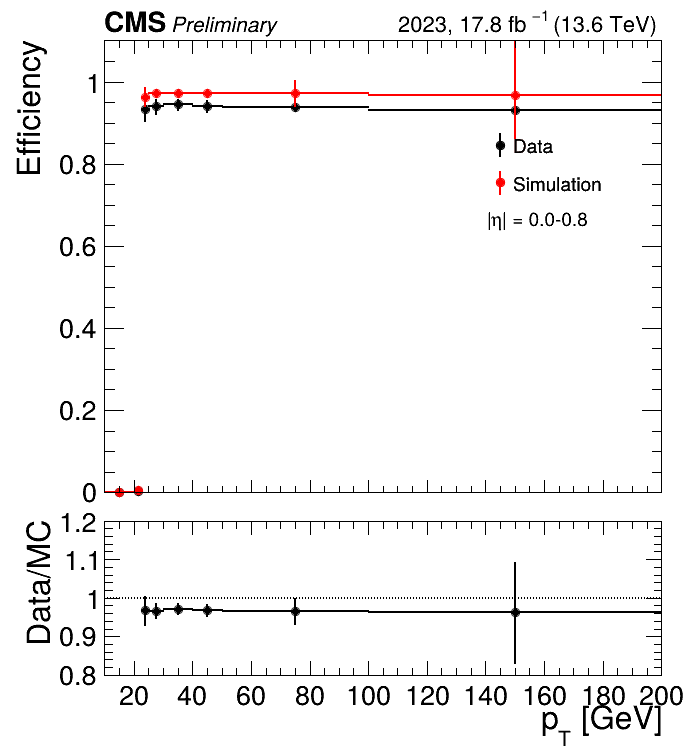 CMS Preliminary 2023, 17.8 fb⁻¹ (13.6 TeV)
Efficiency
1
0.8
0.6
0.4
0.2
0
Data
Simulation
|η| = 0.0-0.8
Data/MC
1.2
1.1
1
0.9
0.8
20 40 60 80 100 120 140 160 180 200
p_T [GeV]